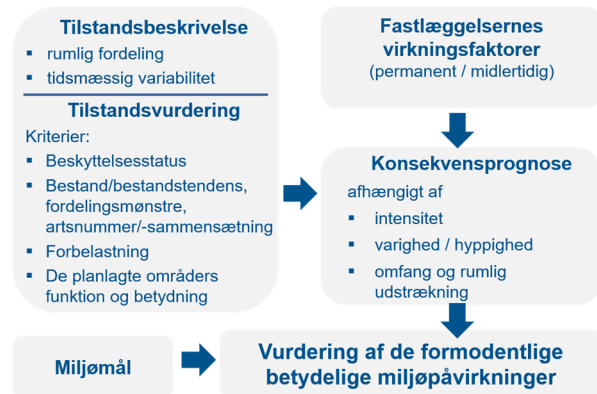 Tilstandsbeskrivelse
▪ rumlig fordeling
▪ tidsmæssig variabilitet
Tilstandsvurdering
Kriterier:
▪ Beskyttelsesstatus
▪ Bestand/bestandstendens,
fordelingsmønstre,
artsnummer/-sammensætning
▪ Forbelastning
▪ De planlagte områders
funktion og betydning
Fastlæggelsernes
virkningsfaktorer
(permanent / midlertidig)
Konsekvensprognose
afhængigt af
▪ intensitet
▪ varighed / hyppighed
▪ omfang og rumlig
udstrækning
Miljømål
Vurdering af de formodentlige
betydelige miljøpåvirkninger